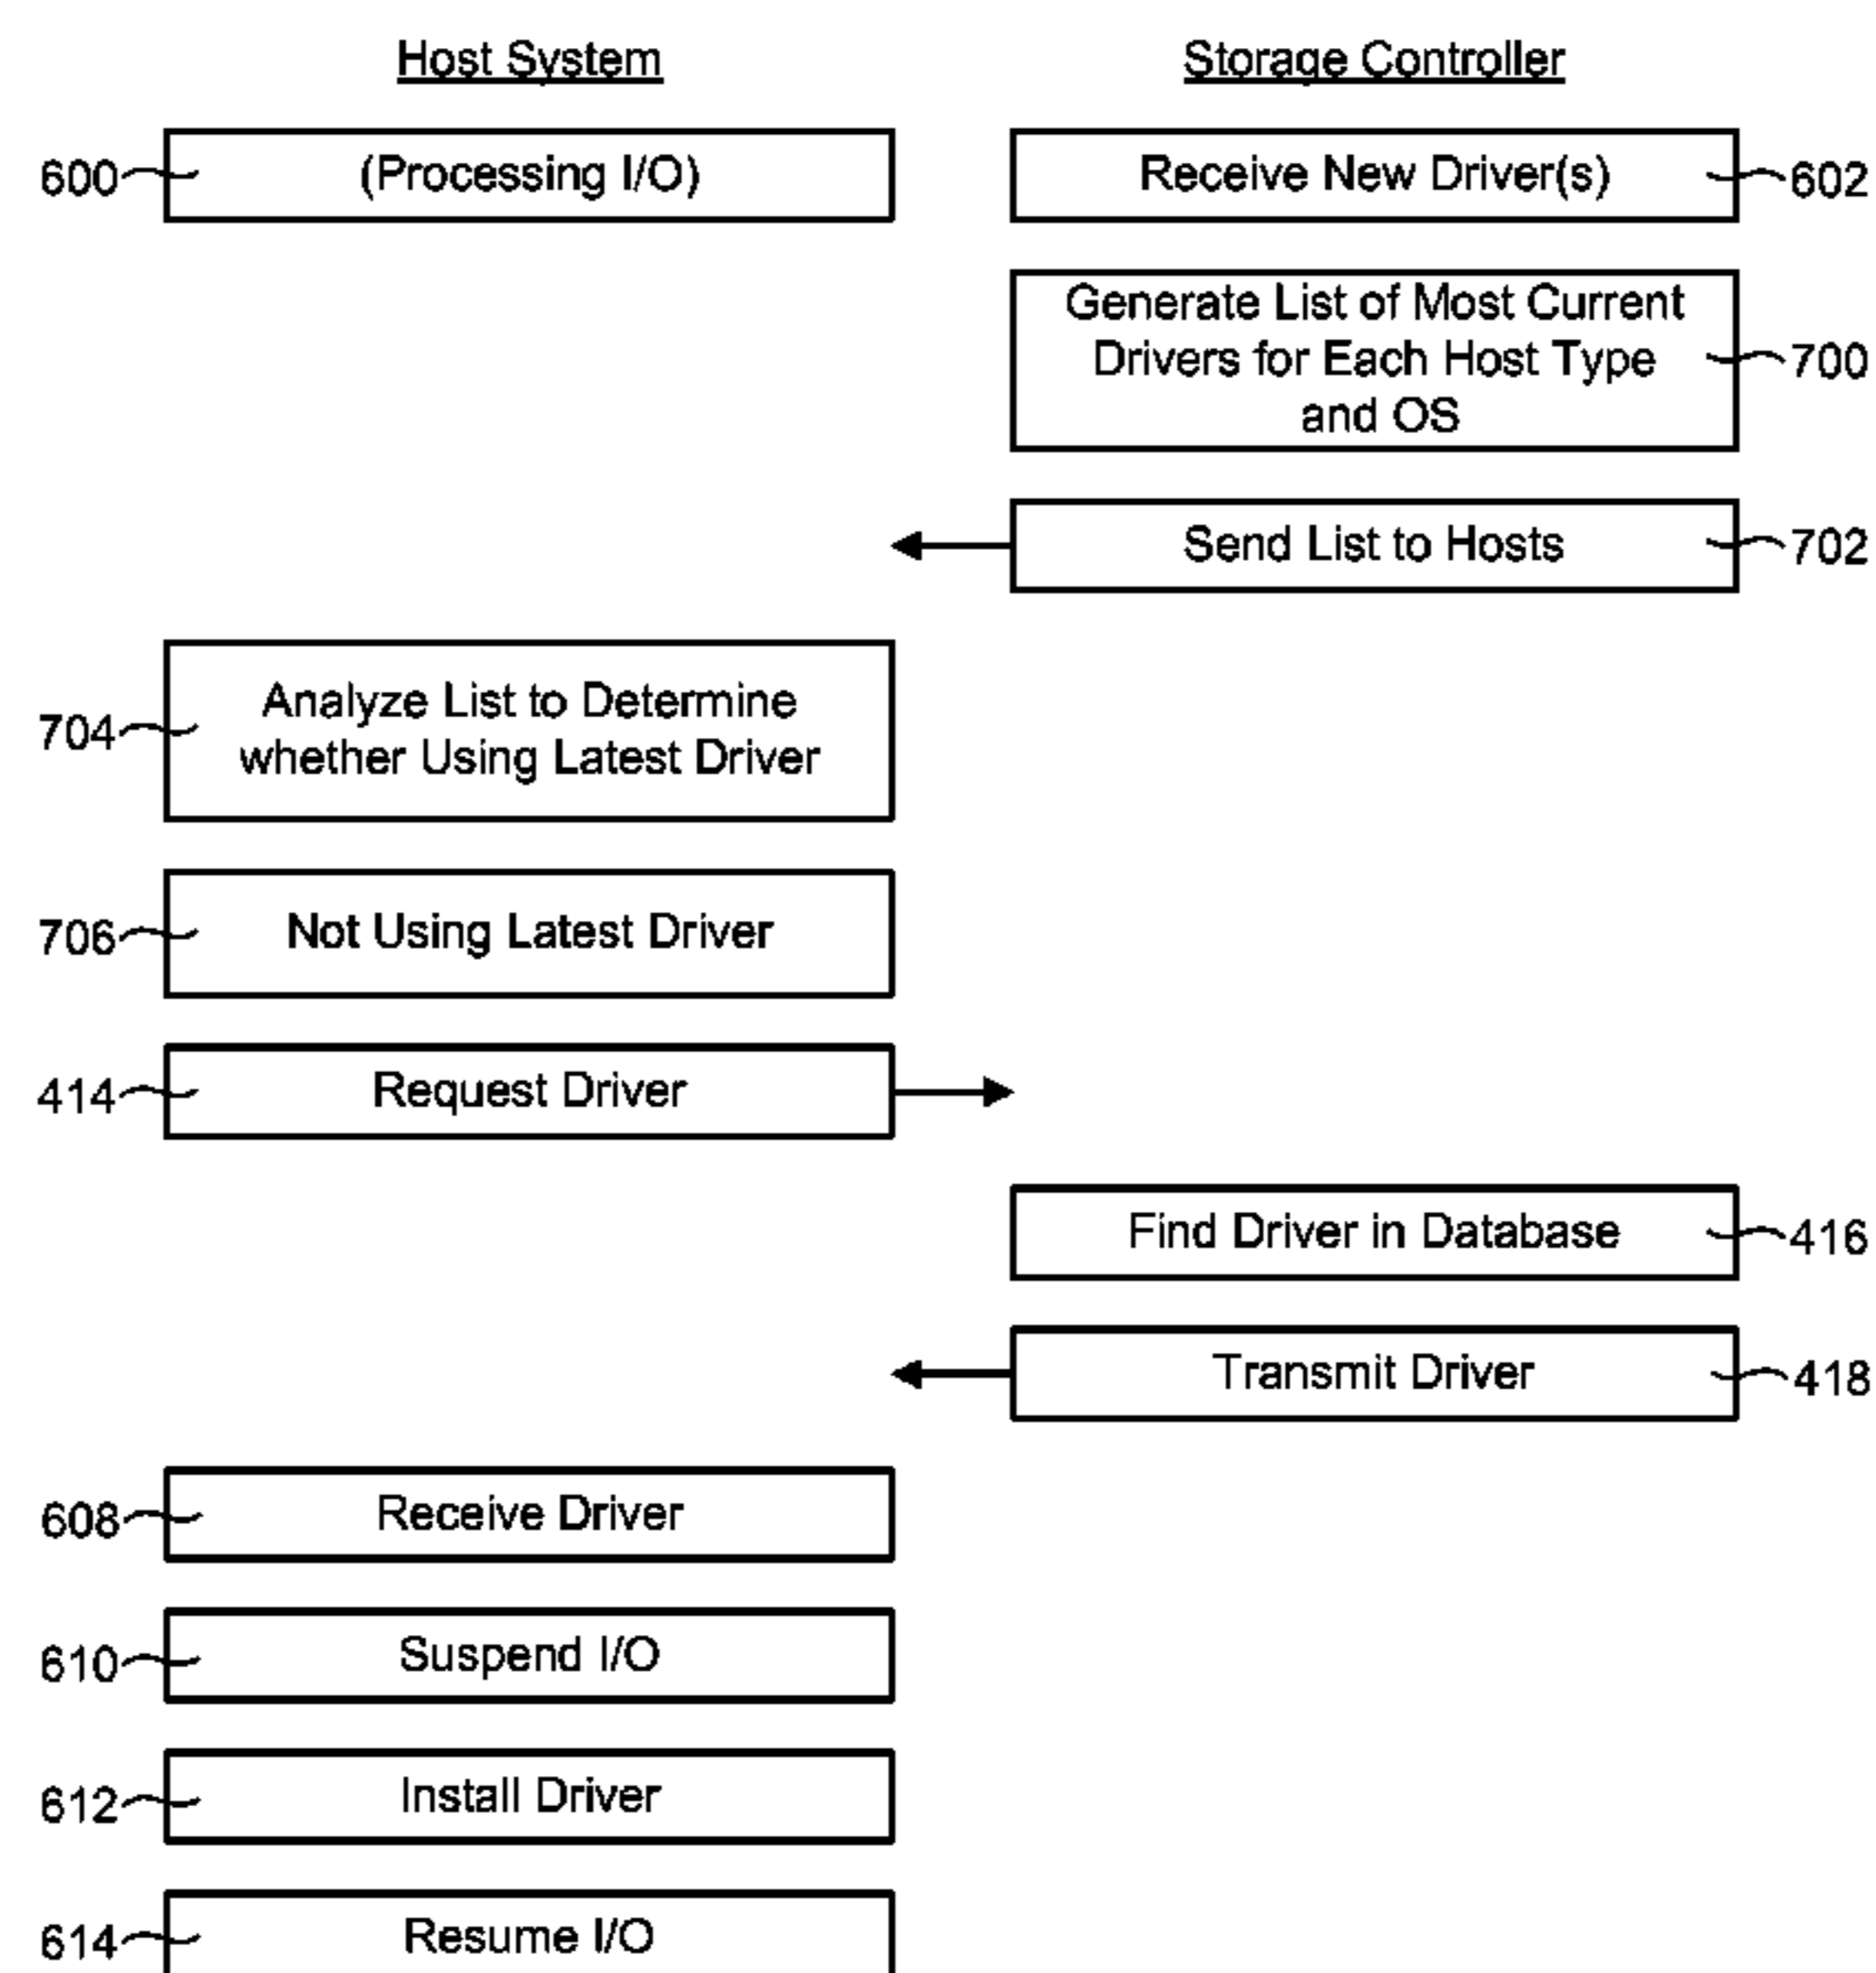 Host System
Storage Controller
600
(Processing I/O)
Receive New Driver(s)
602
Generate List of Most Current
Drivers for Each Host Type
and OS
700
Send List to Hosts
702
704
Analyze List to Determine
whether Using Latest Driver
706
Not Using Latest Driver
414
Request Driver
Find Driver in Database
416
Transmit Driver
418
608
Receive Driver
610
Suspend I/O
612
Install Driver
614
Resume I/O